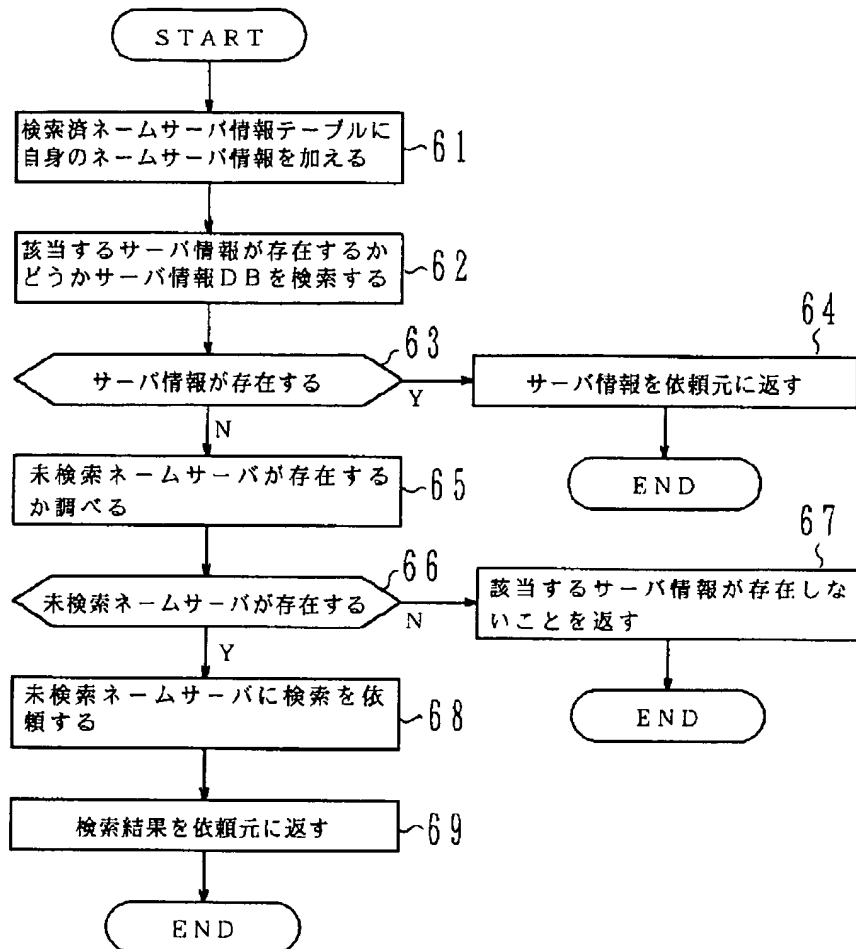 START
検索済ネームサーバ情報テーブルに
自身のネームサーバ情報を加える
61
該当するサーバ情報が存在するか
どうかサーバ情報DBを検索する
62
サーバ情報が存在する
63
Y
N
64
サーバ情報を依頼元に返す
END
未検索ネームサーバが存在する
か調べる
65
未検索ネームサーバが存在する
66
N
Y
67
該当するサーバ情報が存在しな
いことを返す
END
未検索ネームサーバに検索を依
頼する
68
検索結果を依頼元に返す
69
END